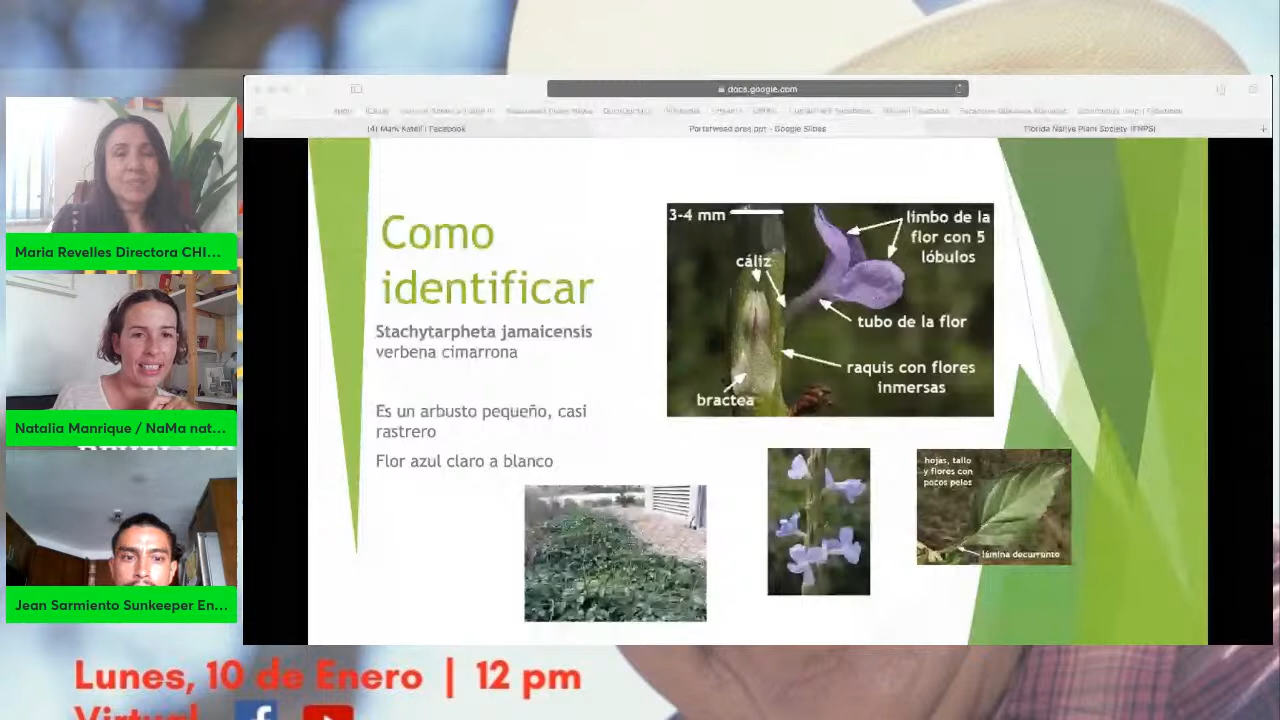 docs.google.com
(4) Mark Kateli | Facebook
Porterweed pres.ppt - Google Slides
Florida Native Plant Society (FNPS)
Maria Revelles Directora CHI...
Natalia Manrique / NaMa nat...
Jean Sarmiento Sunkeeper En...
Como
identificar
Stachytarpheta jamaicensis
verbena cimarrona
Es un arbusto pequeño, casi
rastrero
Flor azul claro a blanco
3-4 mm
limbo de la
flor con 5
lóbulos
cáliz
tubo de la flor
raquis con flores
inmersas
bractea
hojas, tallo
y flores con
pocos pelos
lámina decurrente
Lunes, 10 de Enero | 12 pm
Virtual